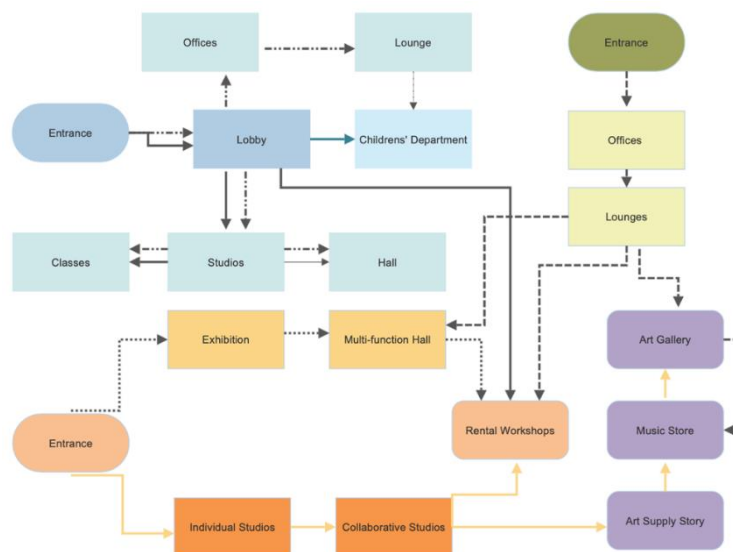 Offices
Lounge
Entrance
Entrance
Lobby
Childrens' Department
Offices
Lounges
Classes
Studios
Hall
Exhibition
Multi-function Hall
Art Gallery
Entrance
Rental Workshops
Music Store
Individual Studios
Collaborative Studios
Art Supply Story